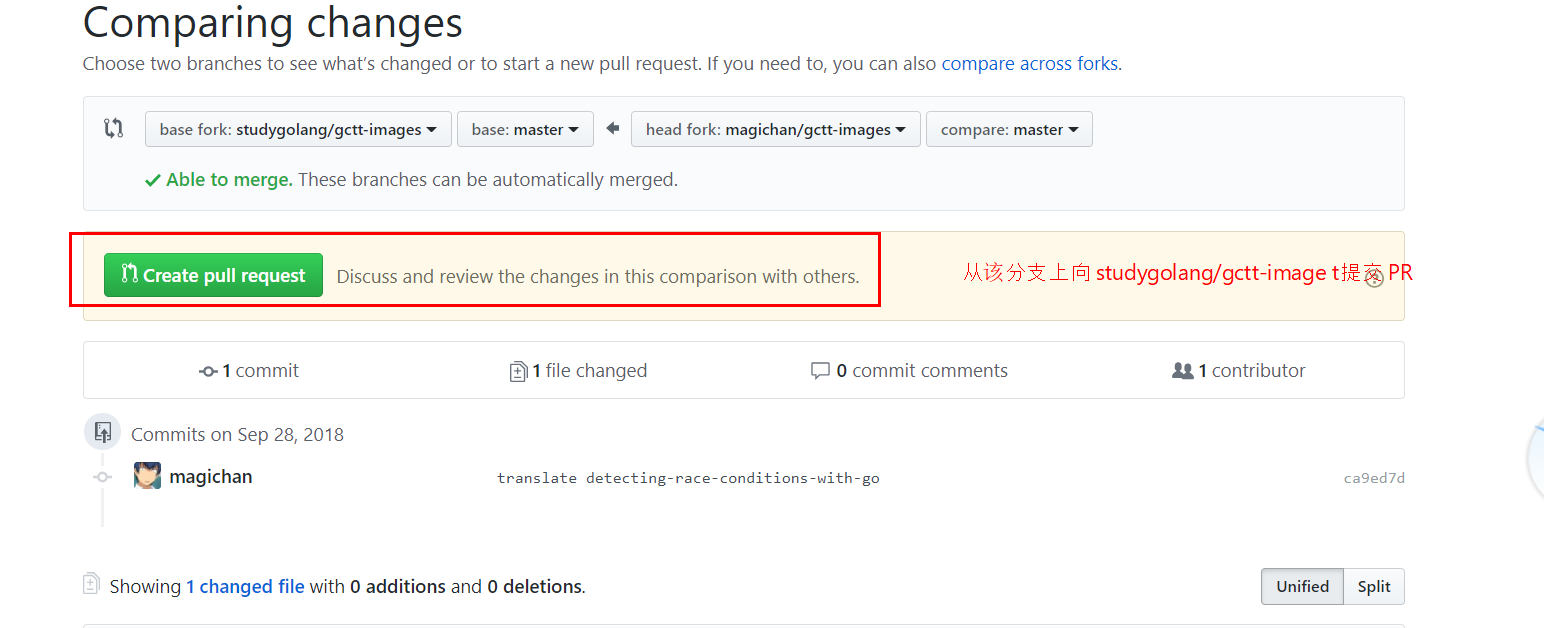 Comparing changes
Choose two branches to see what's changed or to start a new pull request. If you need to, you can also compare across forks.
base fork: studygolang/gctt-images base: master head fork: magichan/gctt-images compare: master
Able to merge. These branches can be automatically merged.
Create pull request Discuss and review the changes in this comparison with others. 从该分支上向 studygolang/gctt-image t提交 PR
1 commit 1 file changed 0 commit comments 1 contributor
Commits on Sep 28, 2018
magichan translate detecting-race-conditions-with-go ca9ed7d
Showing 1 changed file with 0 additions and 0 deletions. Unified Split